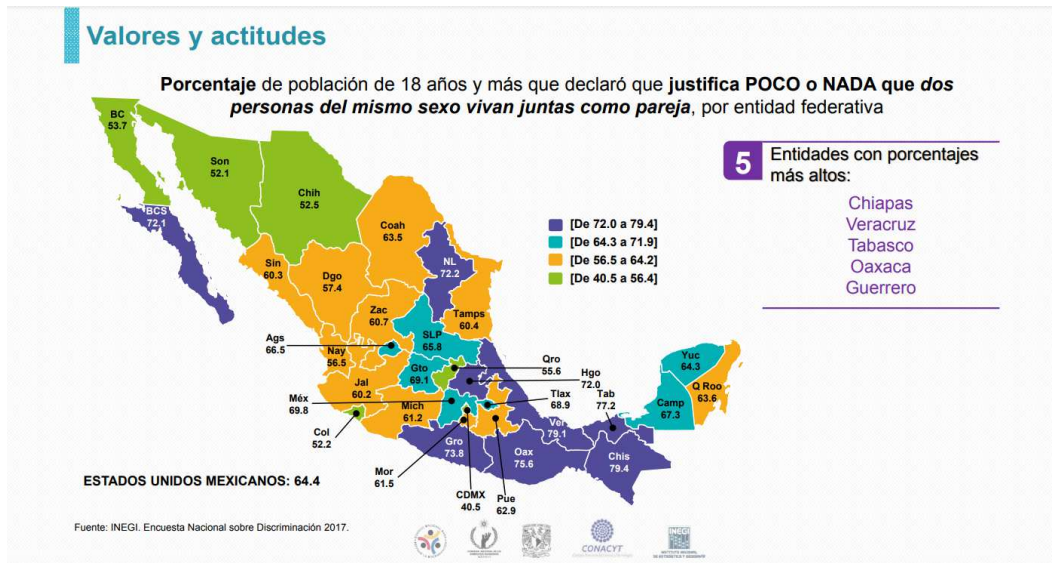 Valores y actitudes
Porcentaje de población de 18 años y más que declaró que justifica POCO o NADA que dos
personas del mismo sexo vivan juntas como pareja, por entidad federativa
BC
53.7
Son
52.1
Chih
52.5
BCS
72.1
Coah
63.5
Sin
60.3
Dgo
57.4
NL
72.2
Zac
60.7
Tamps
60.4
Ags
66.5
Nay
56.5
SLP
65.8
Jal
60.2
Gto
69.1
Qro
55.6
Hgo
72.0
Méx
69.8
Mich
61.2
Tlax
68.9
Tab
77.2
Col
52.2
Ver
79.1
Yuc
64.3
Q Roo
63.6
Camp
67.3
Gro
73.8
Oax
75.6
Chis
79.4
Mor
61.5
CDMX
40.5
Pue
62.9
[De 72.0 a 79.4]
[De 64.3 a 71.9]
[De 56.5 a 64.2]
[De 40.5 a 56.4]
5
Entidades con porcentajes
más altos:
Chiapas
Veracruz
Tabasco
Oaxaca
Guerrero
ESTADOS UNIDOS MEXICANOS: 64.4
Fuente: INEGI. Encuesta Nacional sobre Discriminación 2017.
CONACYT
INEGI